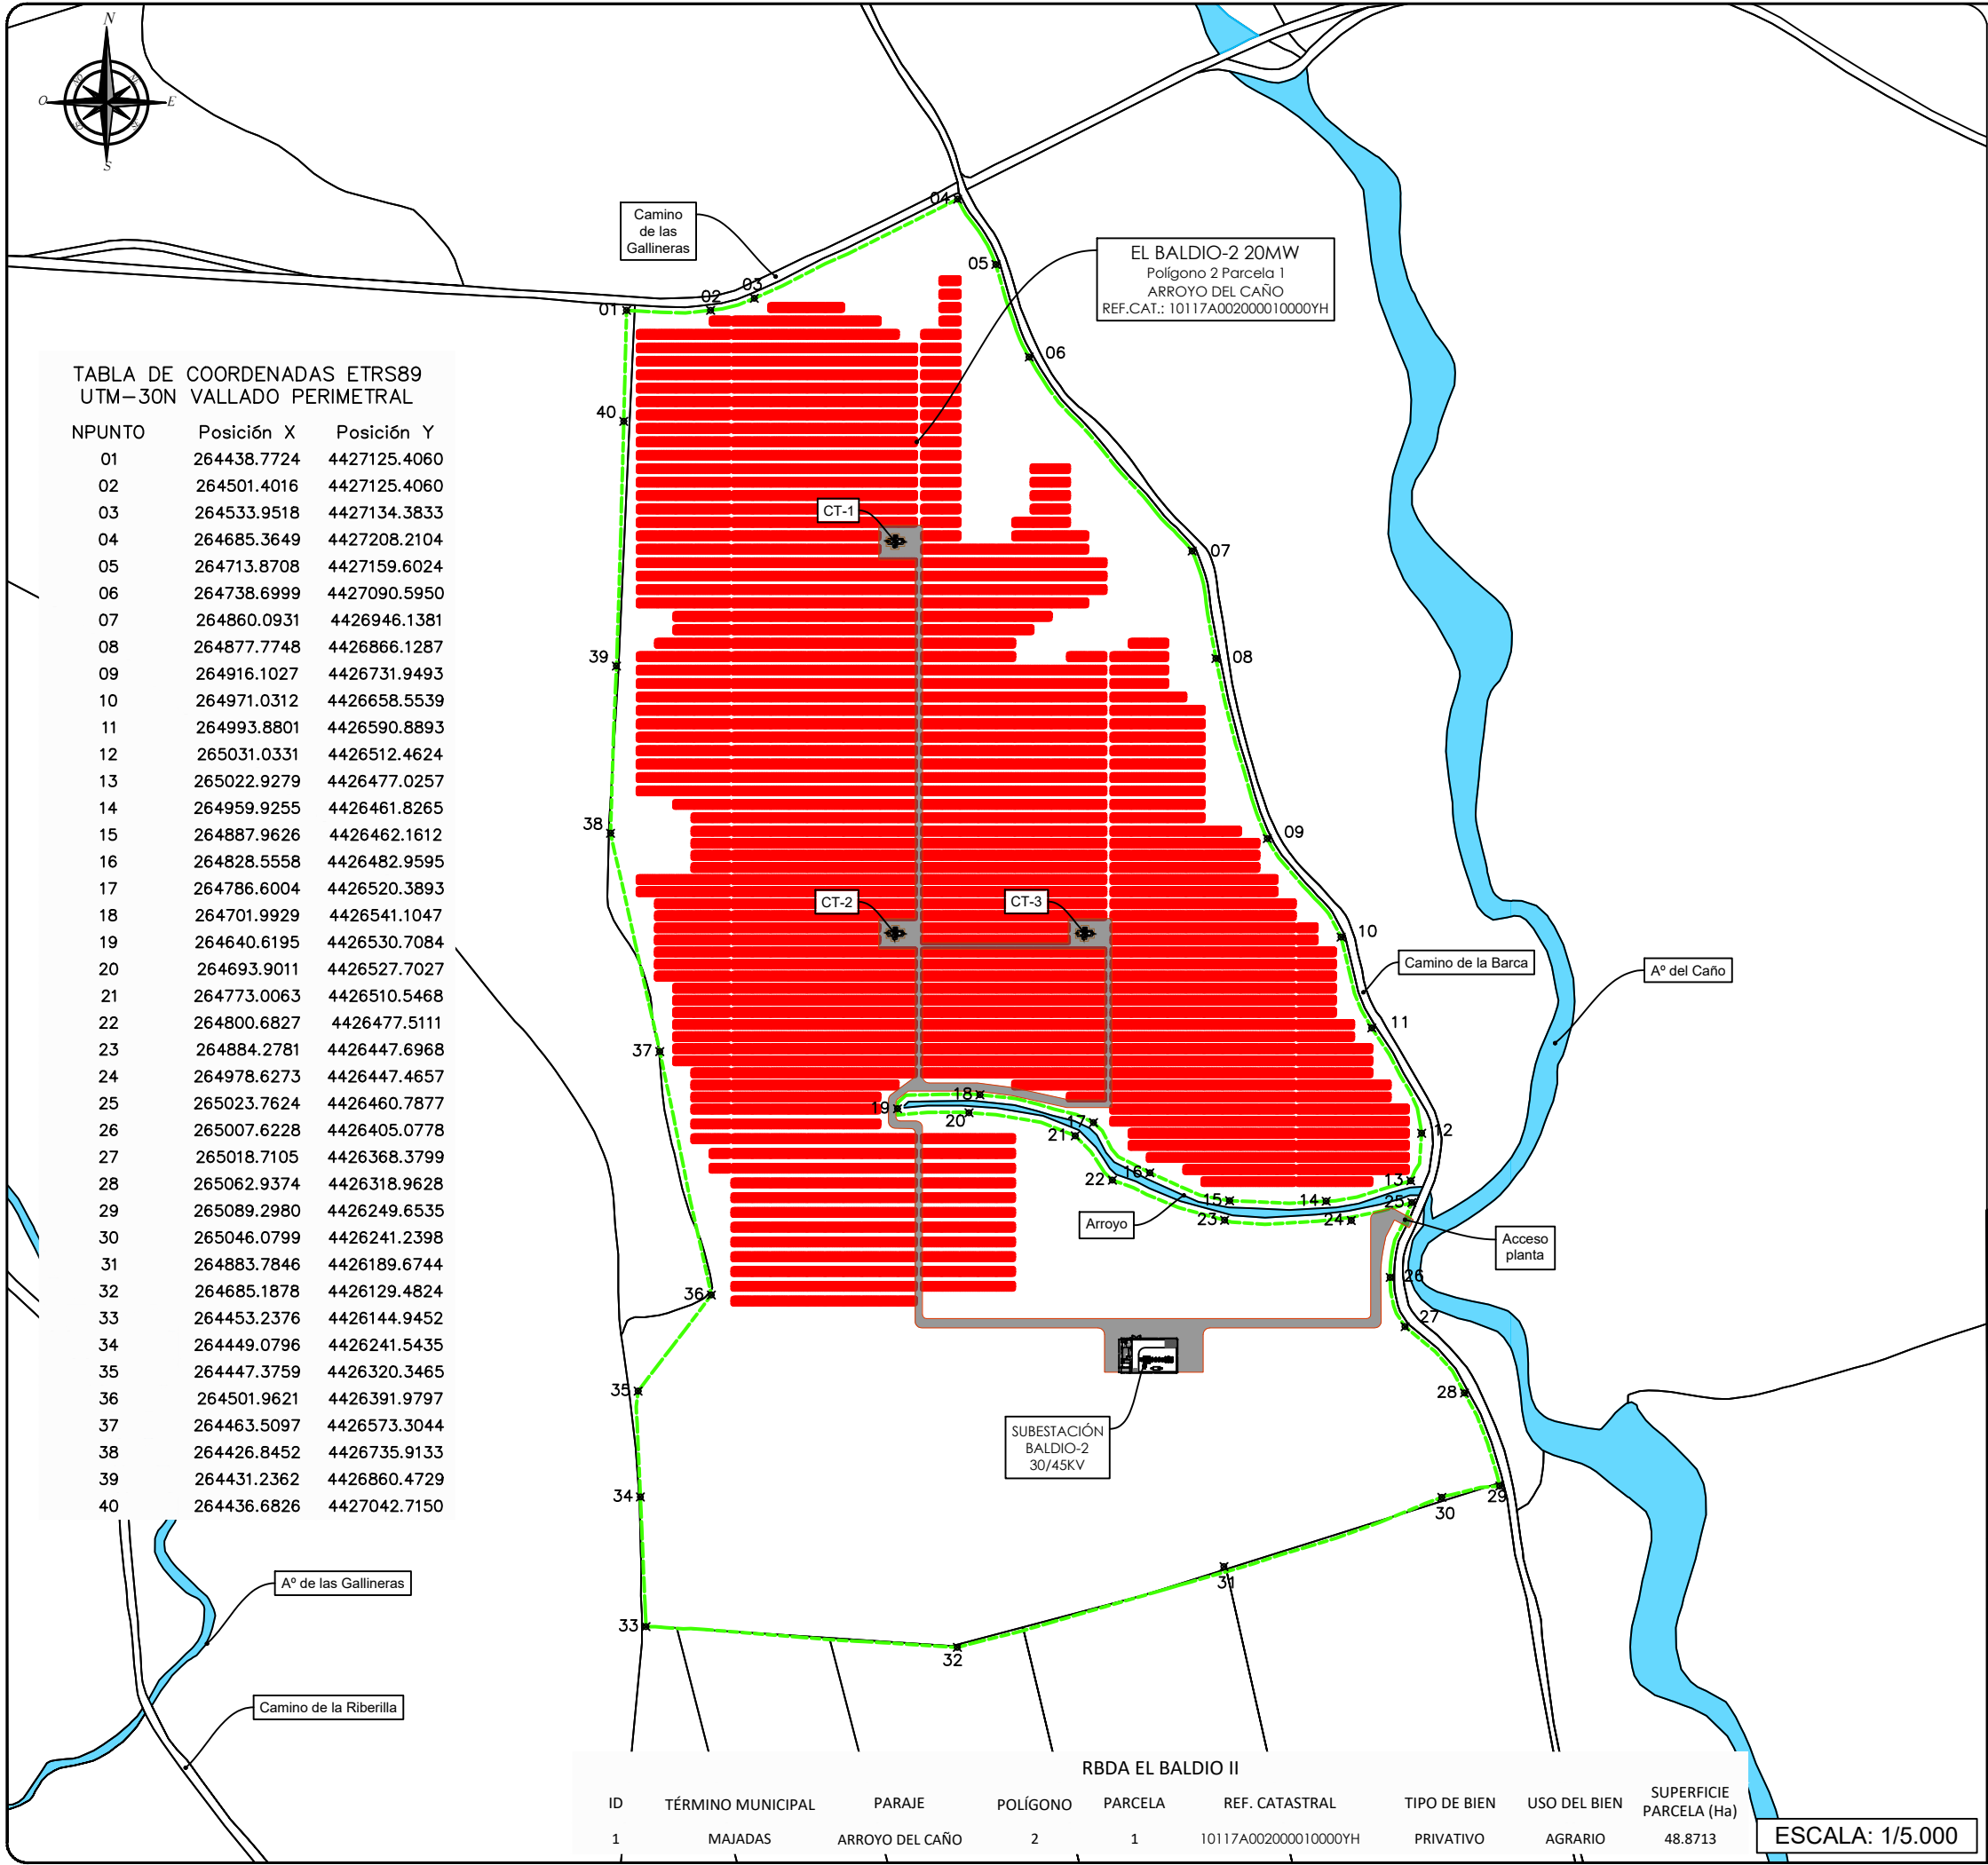 N
NO
NE
O
E
SO
SE
S
Camino
de las
Gallineras
EL BALDIO-2 20MW
Polígono 2 Parcela 1
ARROYO DEL CAÑO
REF.CAT.: 10117A002000010000YH
TABLA DE COORDENADAS ETRS89
UTM-30N VALLADO PERIMETRAL
NPUNTO Posición X Posición Y
01 264438.7724 4427125.4060
02 264501.4016 4427125.4060
03 264533.9518 4427134.3833
04 264685.3649 4427208.2104
05 264713.8708 4427159.6024
06 264738.6999 4427090.5950
07 264860.0931 4426946.1381
08 264877.7748 4426866.1287
09 264916.1027 4426731.9493
10 264971.0312 4426658.5539
11 264993.8801 4426590.8893
12 265031.0331 4426512.4624
13 265022.9279 4426477.0257
14 264959.9255 4426461.8265
15 264887.9626 4426462.1612
16 264828.5558 4426482.9595
17 264786.6004 4426520.3893
18 264701.9929 4426541.1047
19 264640.6195 4426530.7084
20 264693.9011 4426527.7027
21 264773.0063 4426510.5468
22 264800.6827 4426477.5111
23 264884.2781 4426447.6968
24 264978.6273 4426447.4657
25 265023.7624 4426460.7877
26 265007.6228 4426405.0778
27 265018.7105 4426368.3799
28 265062.9374 4426318.9628
29 265089.2980 4426249.6535
30 265046.0799 4426241.2398
31 264883.7846 4426189.6744
32 264685.1878 4426129.4824
33 264453.2376 4426144.9452
34 264449.0796 4426241.5435
35 264447.3759 4426320.3465
36 264501.9621 4426391.9797
37 264463.5097 4426573.3044
38 264426.8452 4426735.9133
39 264431.2362 4426860.4729
40 264436.6826 4427042.7150
01
02
03
04
05
06
07
08
09
10
11
12
13
14
15
16
17
18
19
20
21
22
23
24
25
26
27
28
29
30
31
32
33
34
35
36
37
38
39
40
CT-1
CT-2
CT-3
Camino de la Barca
Aº del Caño
Arroyo
Acceso
planta
SUBESTACIÓN
BALDIO-2
30/45KV
Aº de las Gallineras
Camino de la Riberilla
RBDA EL BALDIO II
ID TÉRMINO MUNICIPAL PARAJE POLÍGONO PARCELA REF. CATASTRAL TIPO DE BIEN USO DEL BIEN SUPERFICIE PARCELA (Ha)
1 MAJADAS ARROYO DEL CAÑO 2 1 10117A002000010000YH PRIVATIVO AGRARIO 48.8713
ESCALA: 1/5.000